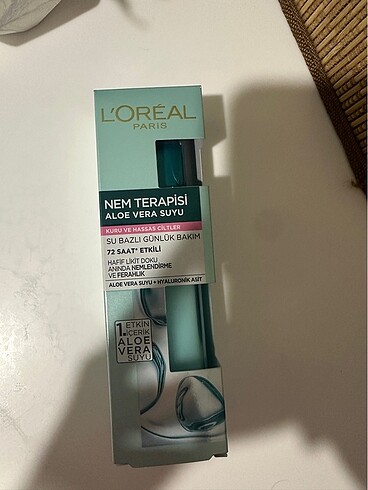 L'ORÉAL
PARIS
NEM TERAPİSİ
ALOE VERA SUYU
KURU VE HASSAS CİLTLER
SU BAZLI GÜNLÜK BAKIM
72 SAAT* ETKİLİ
HAFİF LİKİT DOKU
ANINDA NEMLENDİRME
VE FERAHLIK
ALOE VERA SUYU + HYALURONİK ASİT
1. ETKİN
İÇERİK
ALOE
VERA
SUYU